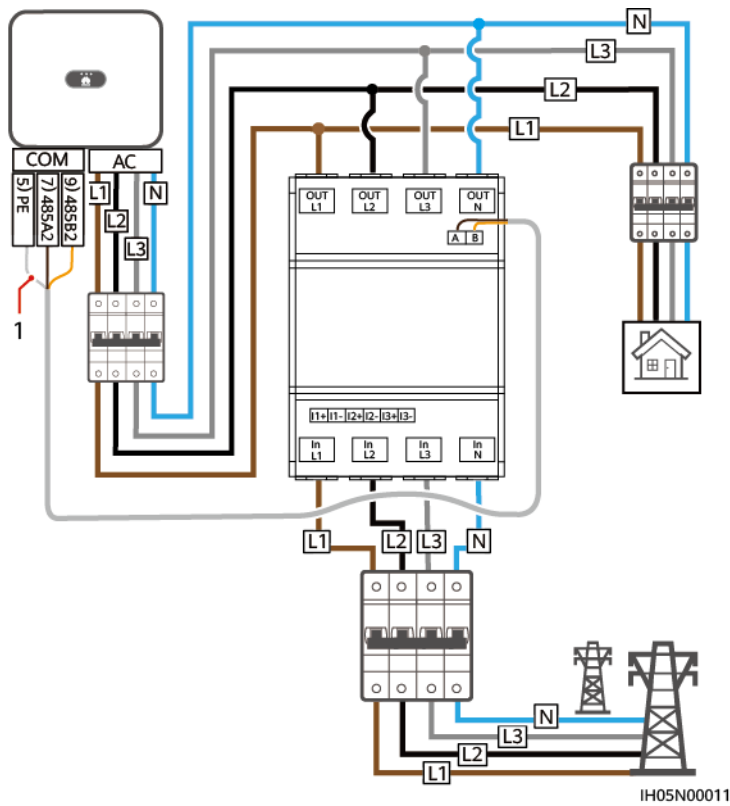 N
L3
L2
L1
COM
AC
5) PE
7) 485A2
9) 485B2
L1
L2
L3
N
1
OUT L1
OUT L2
OUT L3
OUT N
A B
I1+ I1- I2+ I2- I3+ I3-
In L1
In L2
In L3
In N
L1
L2
L3
N
N
L3
L2
L1
IH05N00011